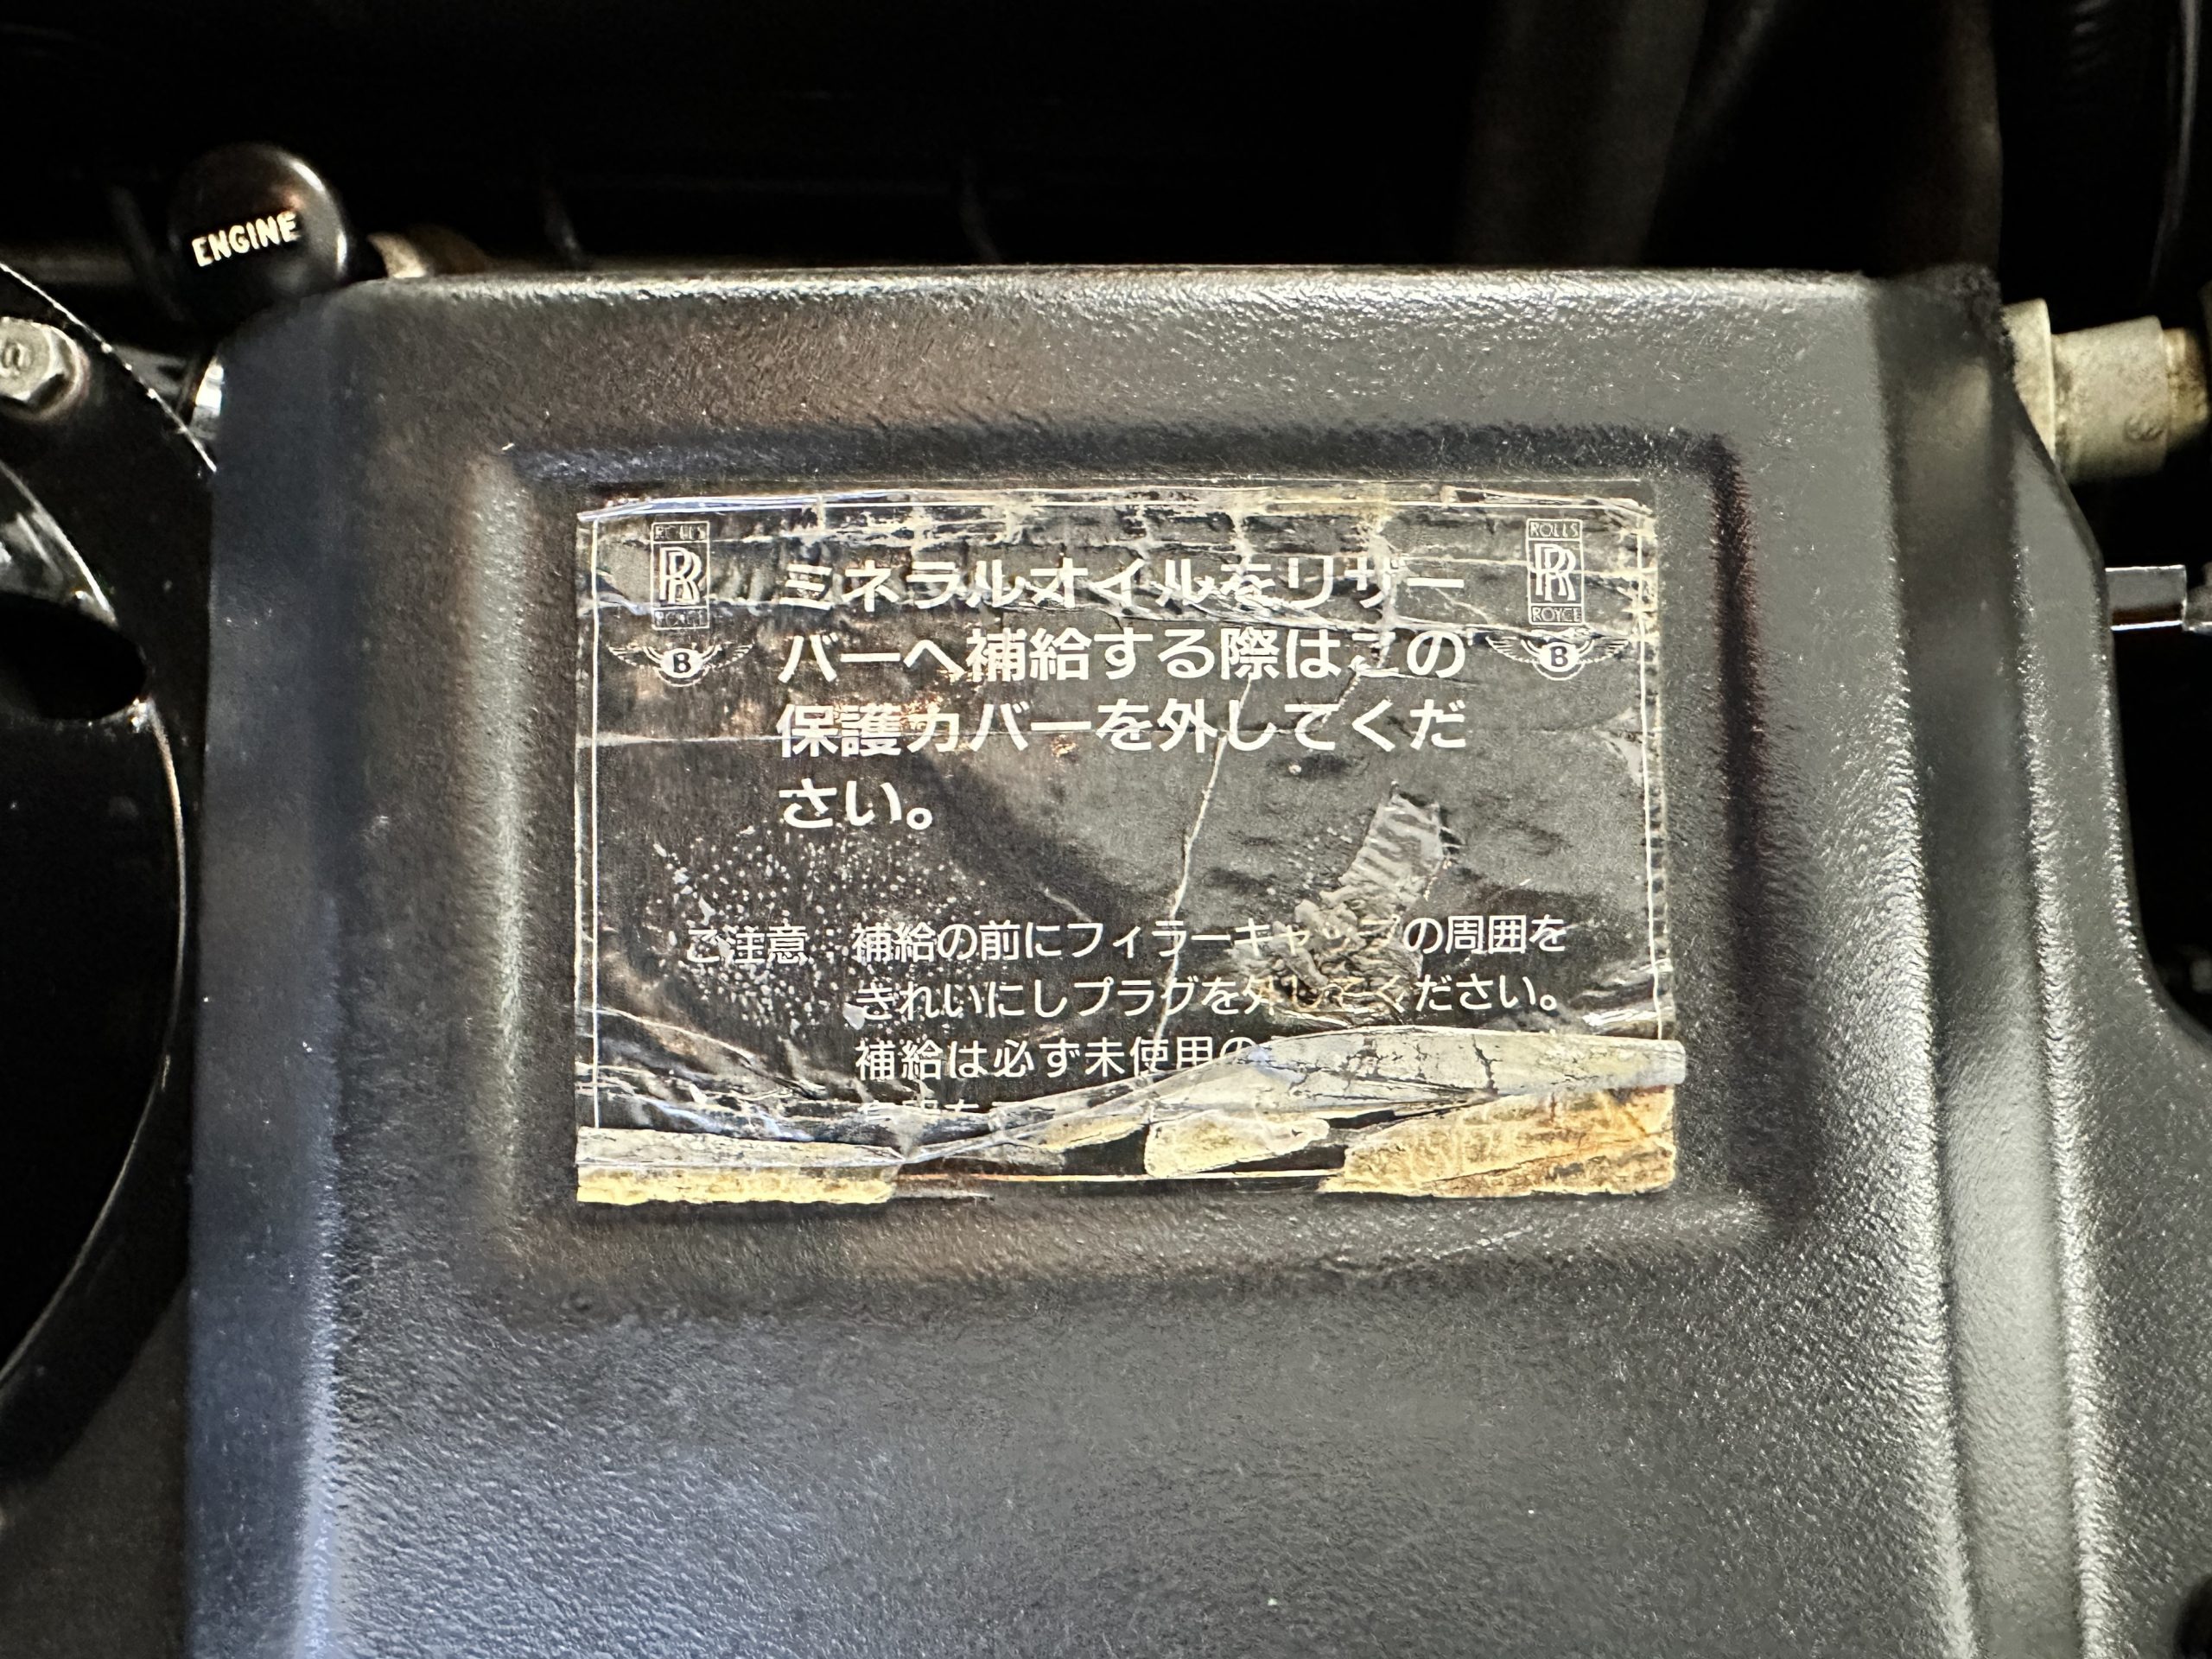 ENGINE
ROLLS
RR
ROYCE
B
ROLLS
RR
ROYCE
B
ミネラルオイルをリザー
バーへ補給する際はこの
保護カバーを外してくだ
さい。
ご注意 補給の前にフィラーキャップの周囲を
きれいにしプラグを外してください。
補給は必ず未使用の